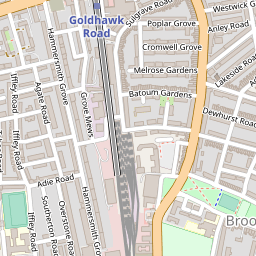 Westwick G
Poplar Grove
Sulgrave Road
Anley Road
Goldhawk
Road
Cromwell Grove
Melrose Gardens
Lakeside Road
Batoum Gardens
Dewhurst Road
Hammersmith Grove
Iffley Road
Agate Road
Grove Mews
Adie Road
Iffley Road
Southerton Road
Overstone Road
Hammersmith Grove
Broo